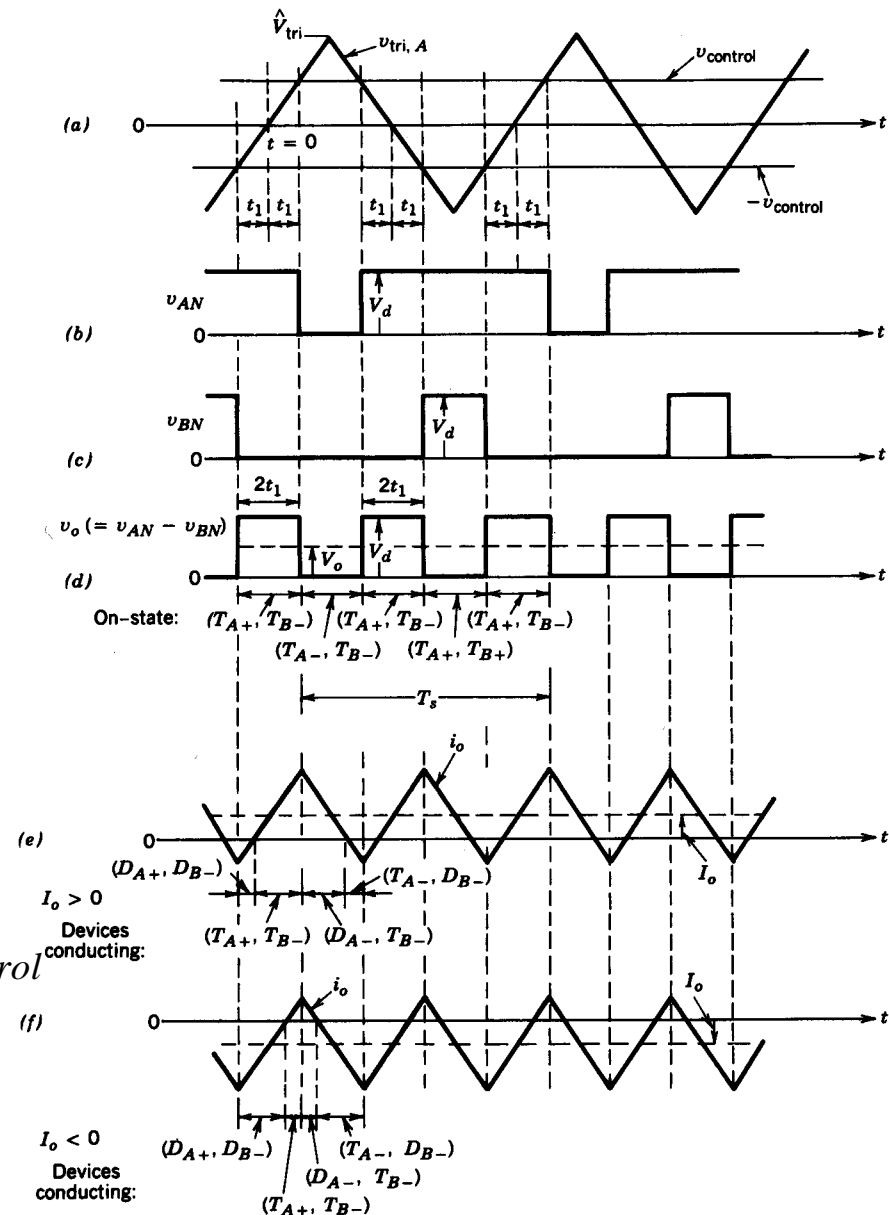 V̂tri
vtri, A
vcontrol
(a)
0
t = 0
t
−vcontrol
t1 t1 t1 t1 t1 t1
vAN
Vd
(b)
0
t
vBN
Vd
(c)
0
t
2t1 2t1
vo (= vAN − vBN)
Vo
Vd
(d)
0
t
On–state: (TA+, TB−) (TA+, TB−) (TA+, TB−)
(TA−, TB−) (TA+, TB+)
Ts
io
(e)
0
t
Io
(DA+, DB−) (TA−, DB−)
Io > 0
Devices
conducting:
(TA+, TB−) (DA−, TB−)
rol
io
Io
(f)
0
t
Io < 0
(DA+, DB−) (TA−, DB−)
Devices
conducting:
(DA−, TB−)
(TA+, TB−)